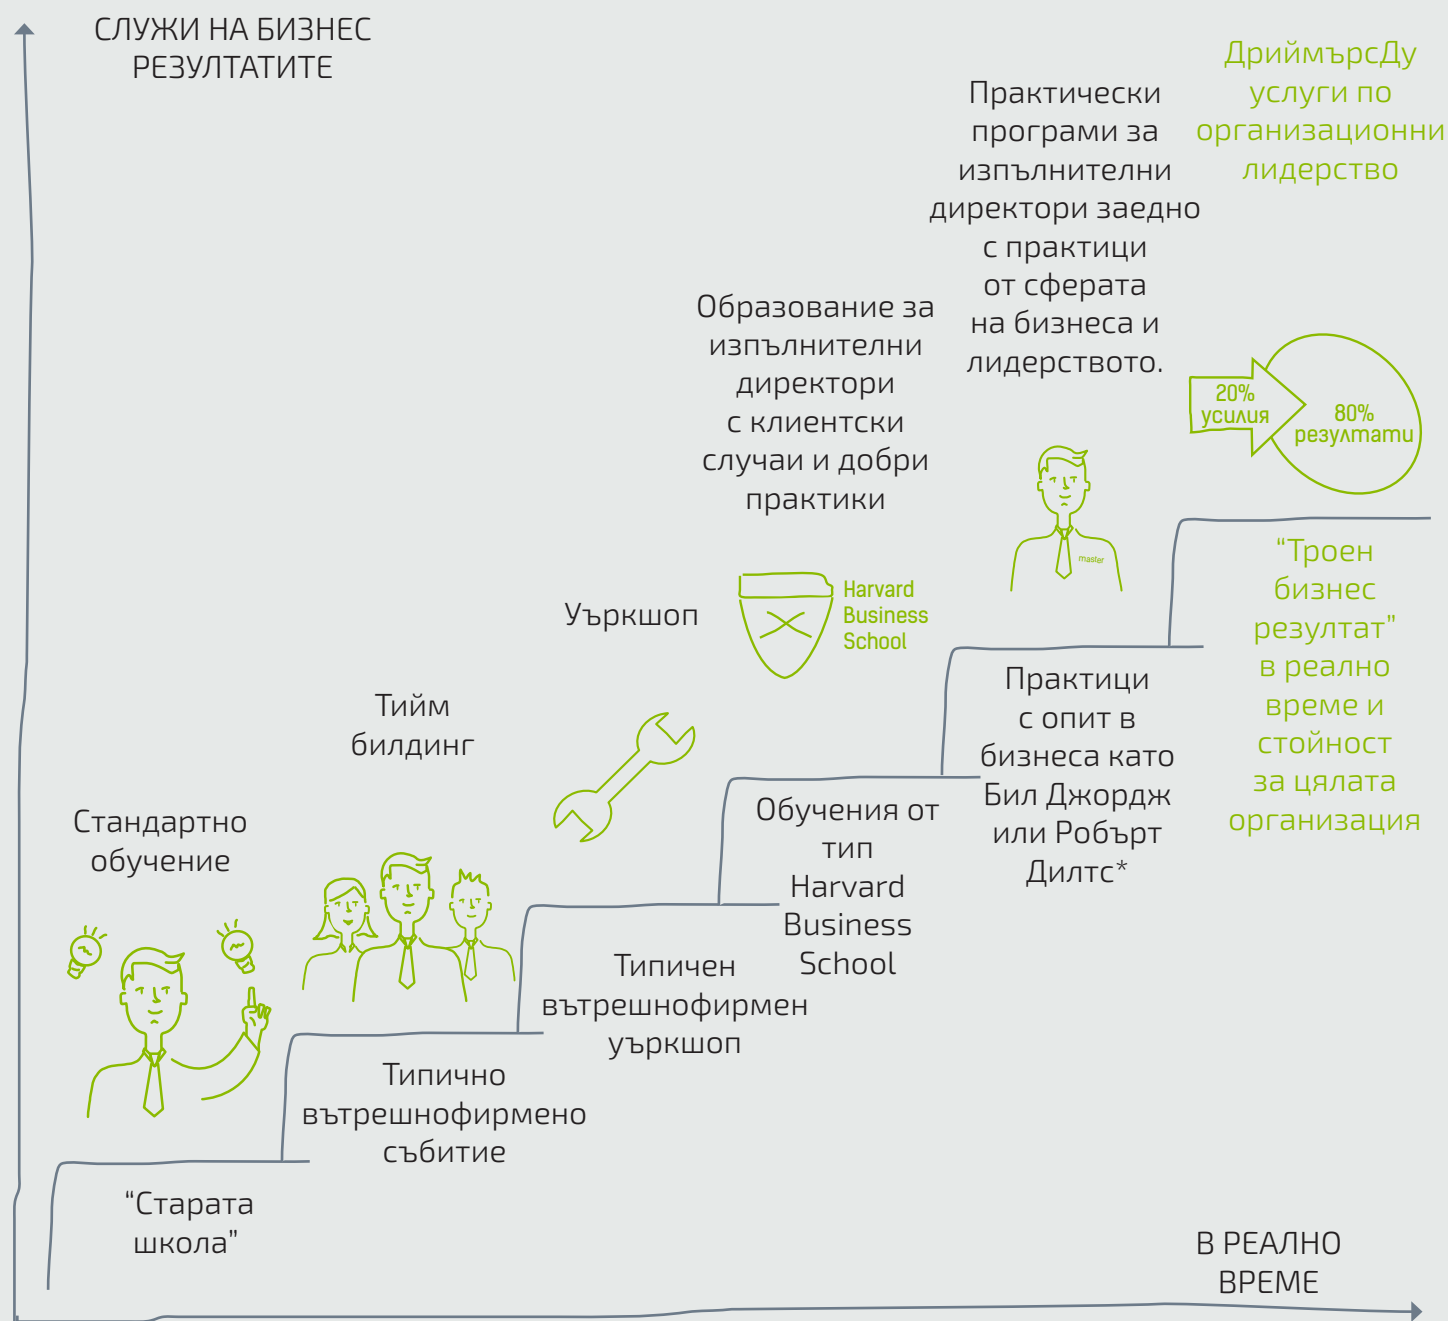 СЛУЖИ НА БИЗНЕС
РЕЗУЛТАТИТЕ
ДриймърсДу
услуги по
организационни
лидерство
Практически
програми за
изпълнителни
директори заедно
с практици
от сферата
на бизнеса и
лидерството.
Образование за
изпълнителни
директори
с клиентски
случаи и добри
практики
20%
усилия
80%
резултати
master
"Троен
бизнес
резултат"
в реално
време и
стойност
за цялата
организация
Уъркшоп
Harvard
Business
School
Практици
с опит в
бизнеса като
Бил Джордж
или Робърт
Дилтс*
Тийм
билдинг
Обучения от
тип
Harvard
Business
School
Стандартно
обучение
Типичен
вътрешнофирмен
уъркшоп
Типично
вътрешнофирмено
събитие
"Старата
школа"
В РЕАЛНО
ВРЕМЕ